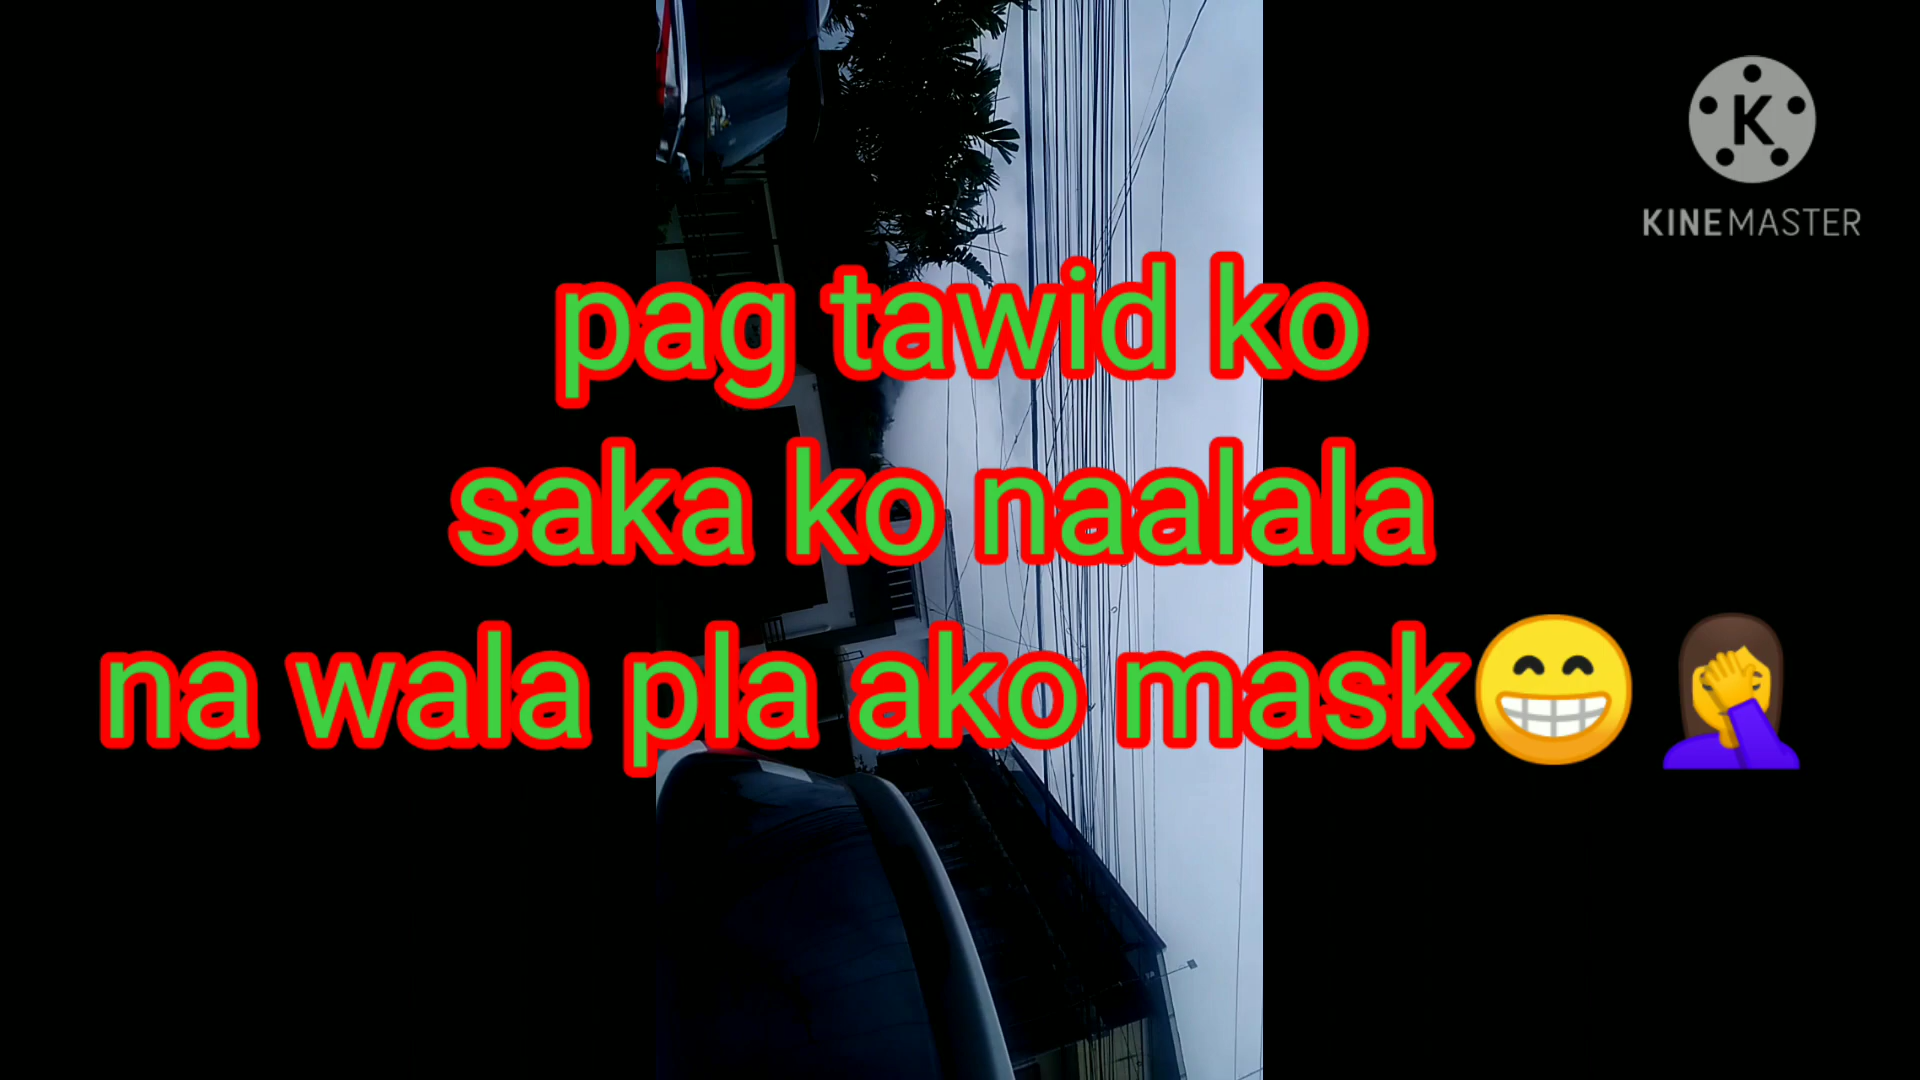 K
KINEMASTER
pag tawid ko
saka ko naalala
na wala pla ako mask😁🤦‍♀️